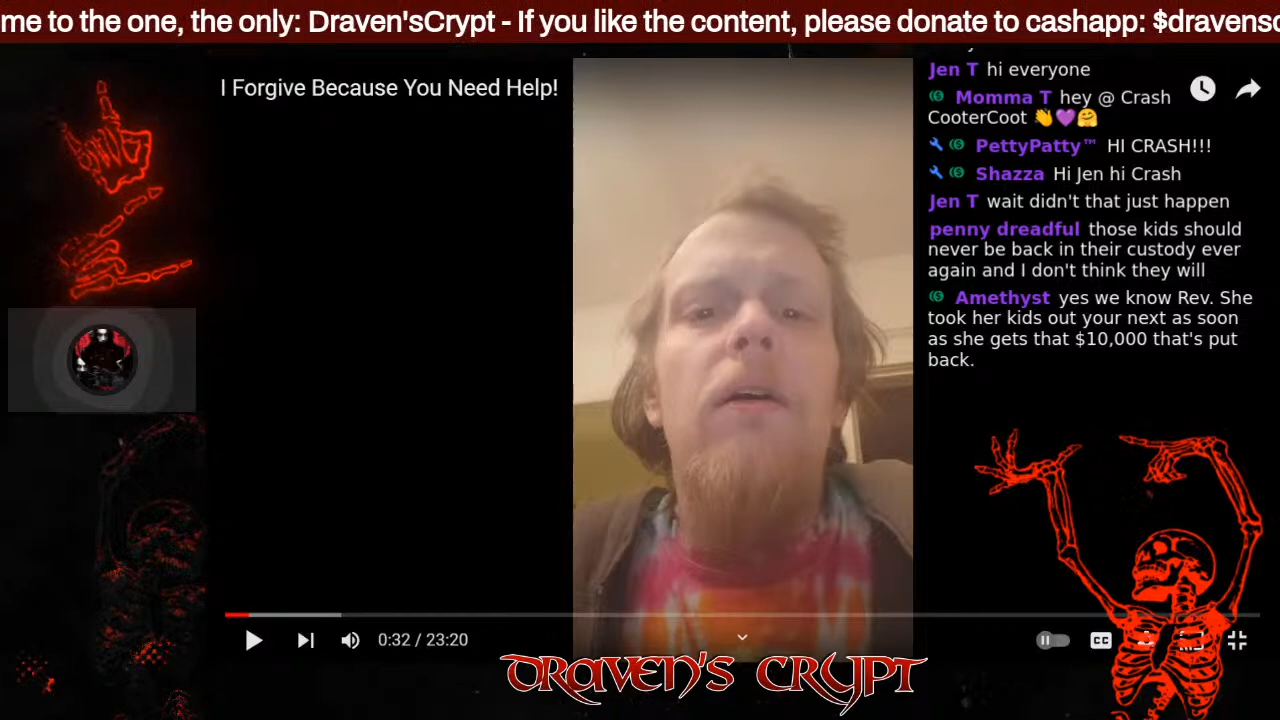 me to the one, the only: Draven'sCrypt - If you like the content, please donate to cashapp: $dravensc
I Forgive Because You Need Help!
Jen T hi everyone
Momma T hey @ Crash
CooterCoot 👋💜🤗
PettyPatty™ HI CRASH!!!
Shazza Hi Jen hi Crash
Jen T wait didn't that just happen
penny dreadful those kids should
never be back in their custody ever
again and I don't think they will
Amethyst yes we know Rev. She
took her kids out your next as soon
as she gets that $10,000 that's put
back.
0:32 / 23:20
CC
DRAVEN'S CRYPT